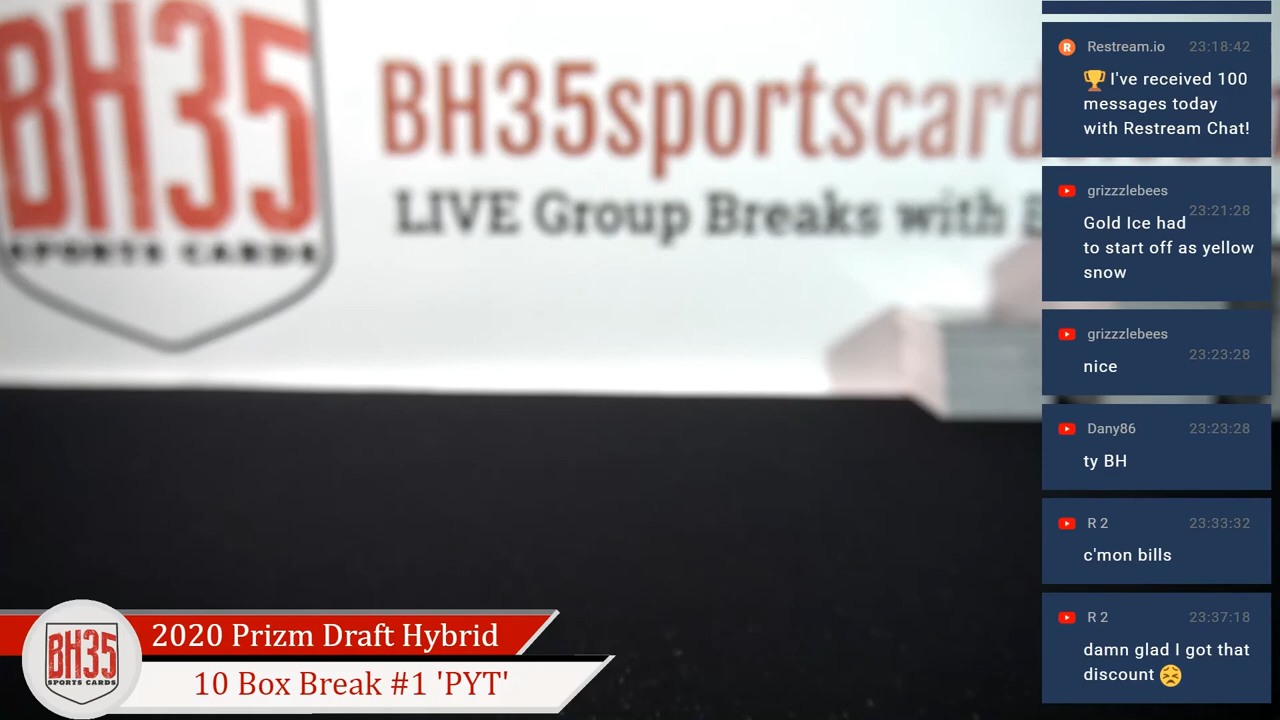 BH35
SPORTS CARDS
BH35sportscard
LIVE Group Breaks with
Restream.io 23:18:42
🏆 I've received 100
messages today
with Restream Chat!
grizzzlebees
23:21:28
Gold Ice had
to start off as yellow
snow
grizzzlebees
23:23:28
nice
Dany86 23:23:28
ty BH
R 2 23:33:32
c'mon bills
R 2 23:37:18
damn glad I got that
discount 😣
BH35
SPORTS CARDS
2020 Prizm Draft Hybrid
10 Box Break #1 'PYT'